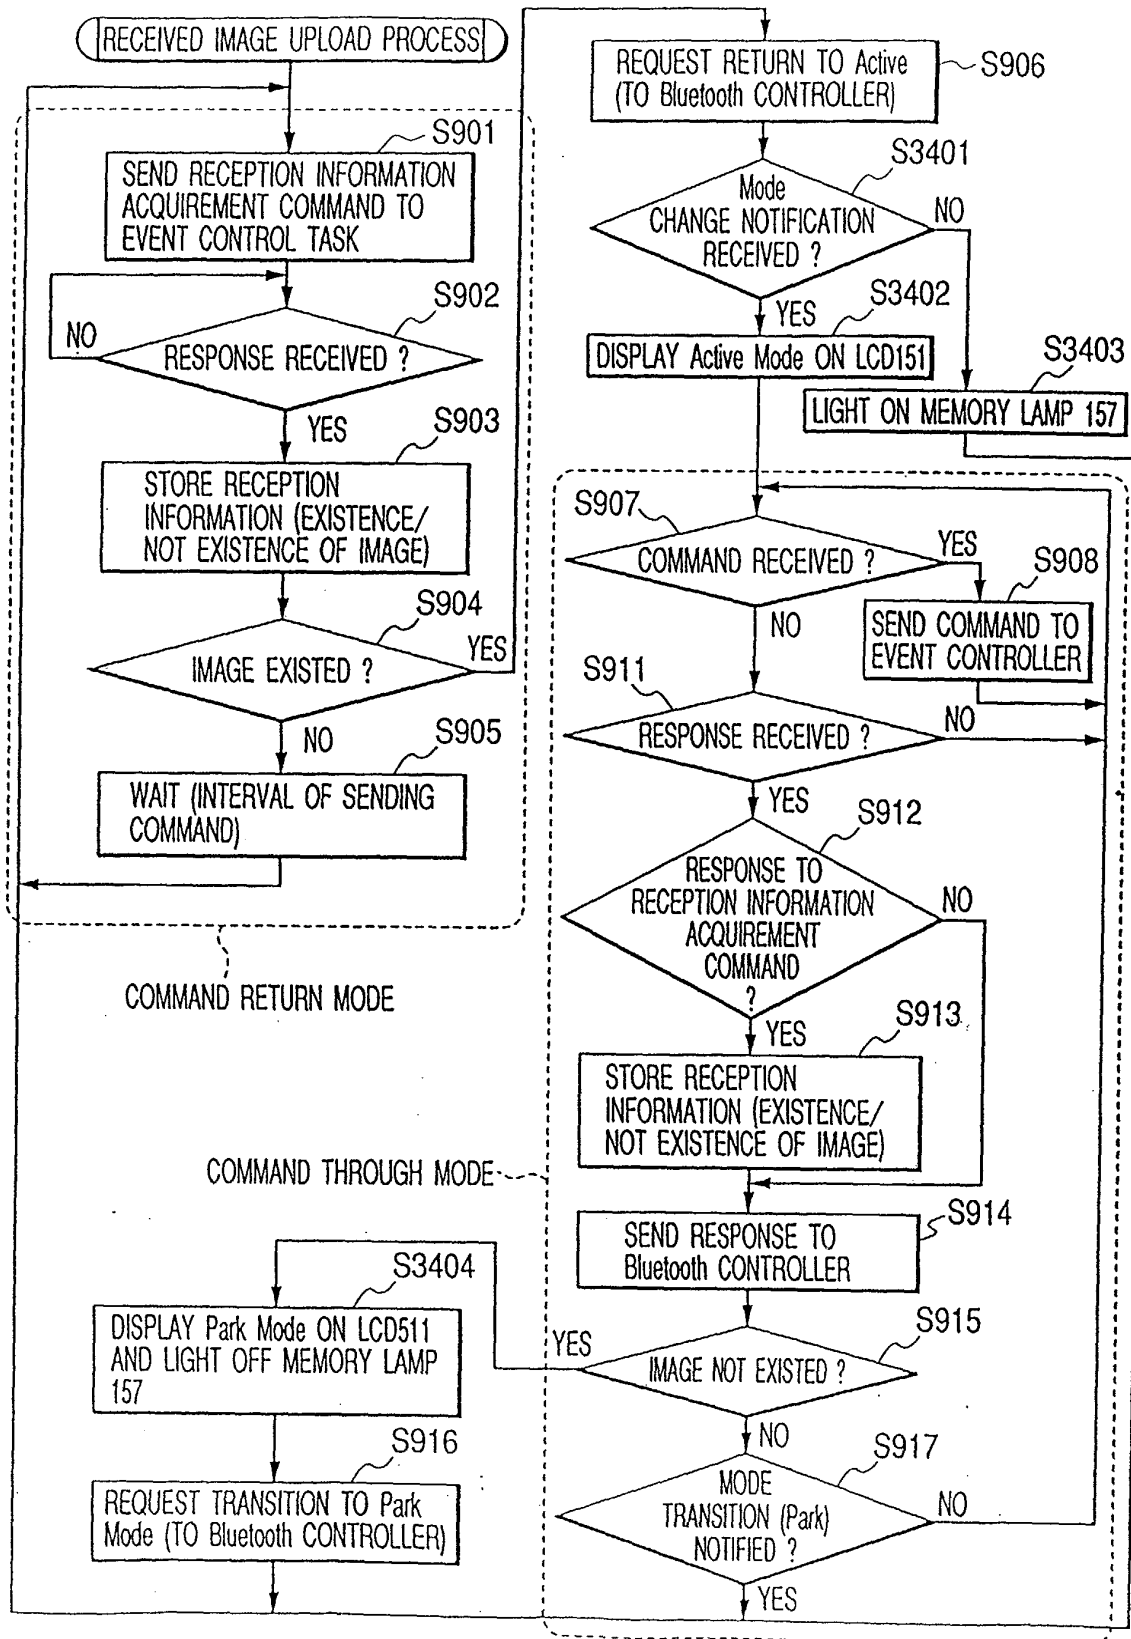 RECEIVED IMAGE UPLOAD PROCESS
S901
SEND RECEPTION INFORMATION
ACQUIREMENT COMMAND TO
EVENT CONTROL TASK
S902
NO
RESPONSE RECEIVED ?
YES
S903
STORE RECEPTION
INFORMATION (EXISTENCE/
NOT EXISTENCE OF IMAGE)
S904
YES
IMAGE EXISTED ?
NO
S905
WAIT (INTERVAL OF SENDING
COMMAND)
COMMAND RETURN MODE
REQUEST RETURN TO Active
(TO Bluetooth CONTROLLER)
S906
S3401
Mode
CHANGE NOTIFICATION
RECEIVED ?
NO
YES
S3402
DISPLAY Active Mode ON LCD151
S3403
LIGHT ON MEMORY LAMP 157
S907
COMMAND RECEIVED ?
YES
S908
NO
SEND COMMAND TO
EVENT CONTROLLER
S911
RESPONSE RECEIVED ?
NO
YES
S912
RESPONSE TO
RECEPTION INFORMATION
ACQUIREMENT
COMMAND
?
NO
YES
S913
STORE RECEPTION
INFORMATION (EXISTENCE/
NOT EXISTENCE OF IMAGE)
COMMAND THROUGH MODE
S914
SEND RESPONSE TO
Bluetooth CONTROLLER
S915
YES
IMAGE NOT EXISTED ?
NO
S3404
DISPLAY Park Mode ON LCD511
AND LIGHT OFF MEMORY LAMP
157
S916
REQUEST TRANSITION TO Park
Mode (TO Bluetooth CONTROLLER)
S917
MODE
TRANSITION (Park)
NOTIFIED ?
NO
YES